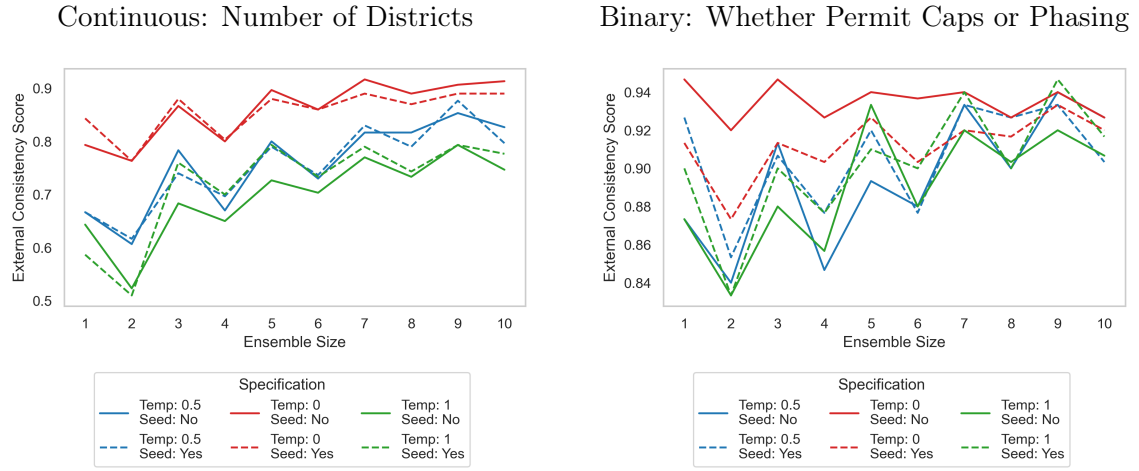 Continuous: Number of Districts
External Consistency Score
0.9
0.8
0.7
0.6
0.5
1 2 3 4 5 6 7 8 9 10
Ensemble Size
Specification
Temp: 0.5 Temp: 0 Temp: 1
Seed: No Seed: No Seed: No
Temp: 0.5 Temp: 0 Temp: 1
Seed: Yes Seed: Yes Seed: Yes
Binary: Whether Permit Caps or Phasing
External Consistency Score
0.94
0.92
0.90
0.88
0.86
0.84
1 2 3 4 5 6 7 8 9 10
Ensemble Size
Specification
Temp: 0.5 Temp: 0 Temp: 1
Seed: No Seed: No Seed: No
Temp: 0.5 Temp: 0 Temp: 1
Seed: Yes Seed: Yes Seed: Yes